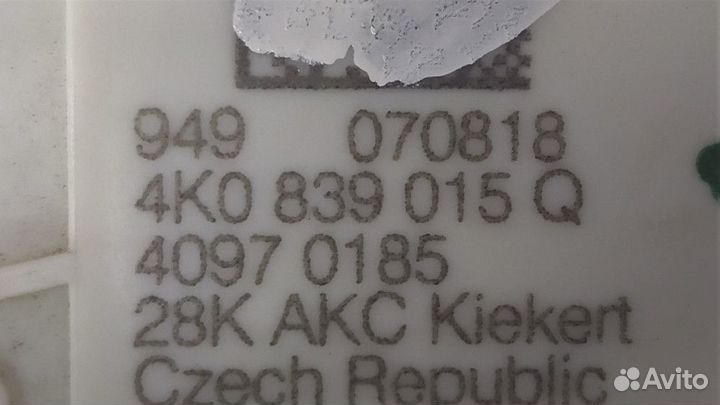 949 070818
4K0 839 015 Q
4097 0185
28K AKC Kiekert
Czech Republic
Avito